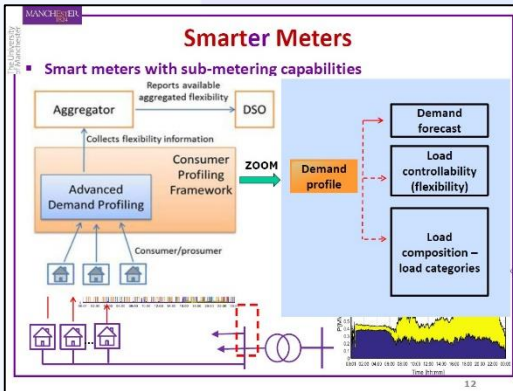 MANCHESTER
1824
The University
of Manchester
Smarter Meters
Smart meters with sub-metering capabilities
Reports available
aggregated flexibility
Aggregator
DSO
Collects flexibility information
Consumer
Profiling
Framework
Advanced
Demand Profiling
Consumer/prosumer
ZOOM
Demand
profile
Demand
forecast
Load
controllability
(flexibility)
Load
composition –
load categories
Time [hh:mm]
12